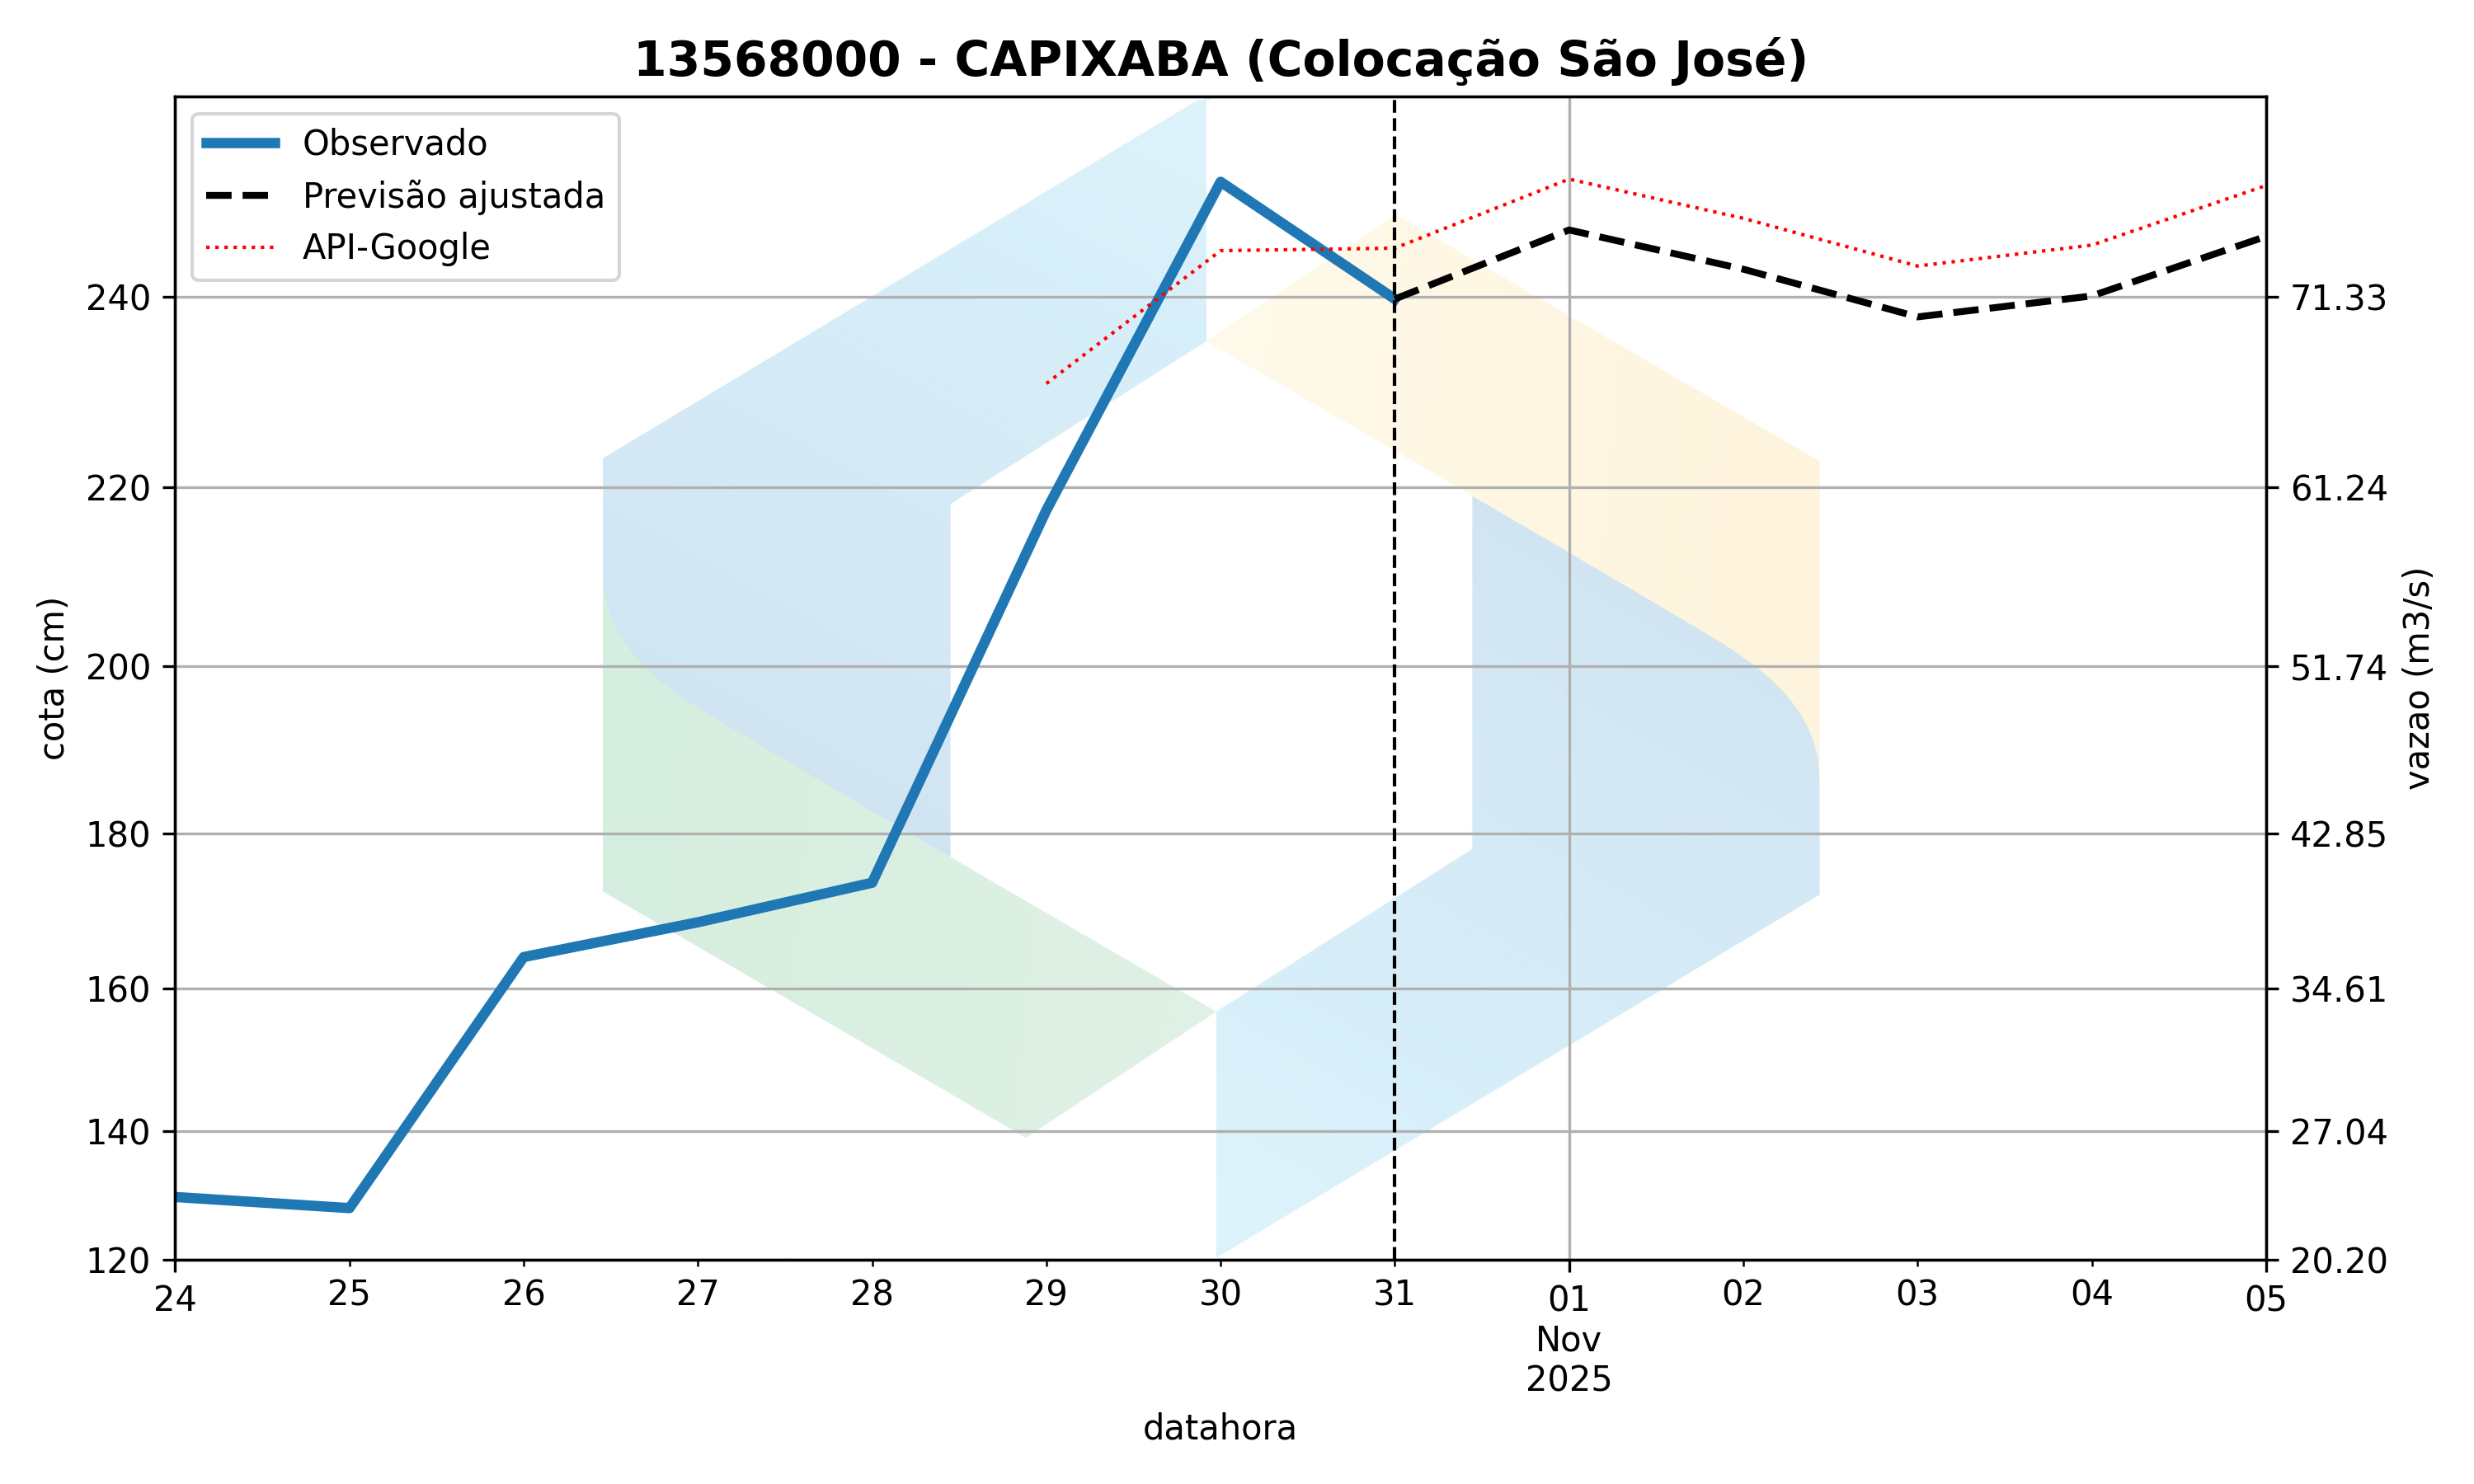 13568000 - CAPIXABA (Colocação São José)
Observado
Previsão ajustada
API-Google
cota (cm)
240
220
200
180
160
140
120
71.33
61.24
51.74
42.85
34.61
27.04
20.20
vazao (m3/s)
24 25 26 27 28 29 30 31 01 02 03 04 05
Nov
2025
datahora